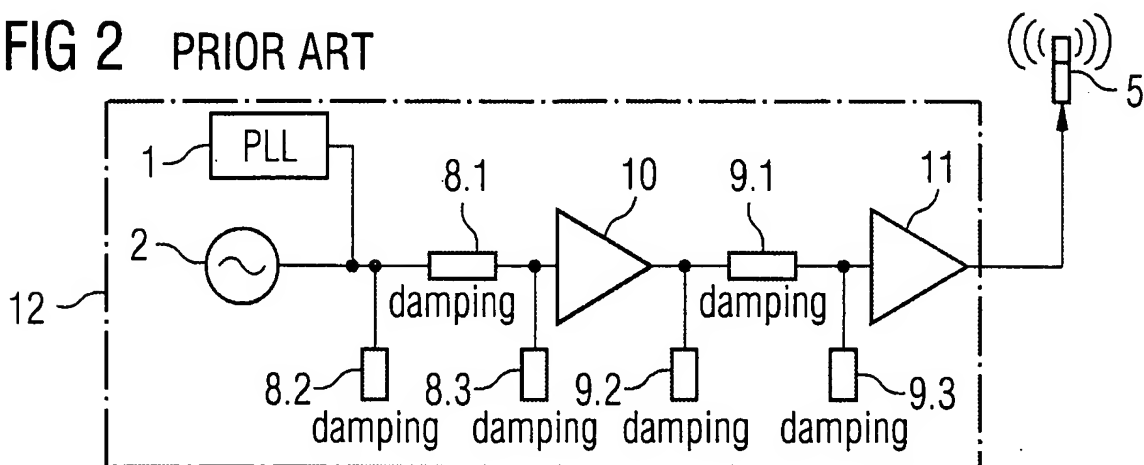 FIG 2 PRIOR ART
5
1 PLL
8.1 10 9.1 11
2
12
damping damping
8.2 8.3 9.2 9.3
damping damping damping damping